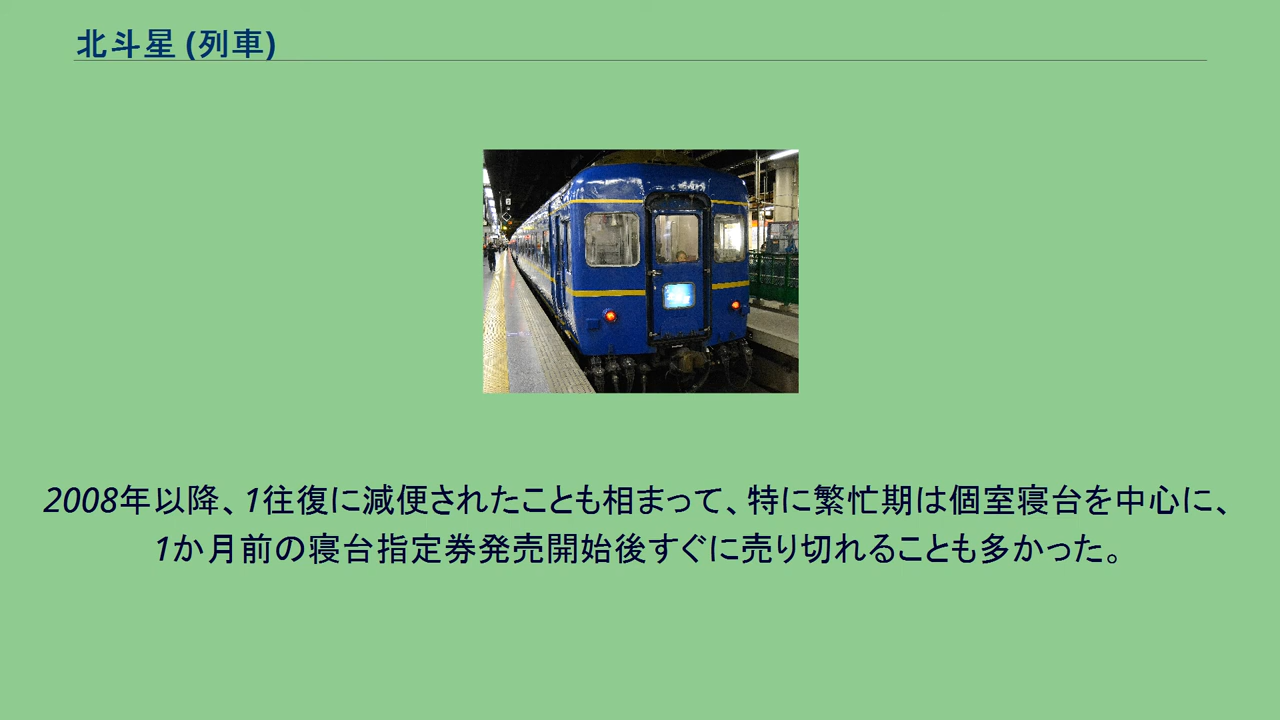 北斗星 (列車)
2008年以降、1往復に減便されたことも相まって、特に繁忙期は個室寝台を中心に、
1か月前の寝台指定券発売開始後すぐに売り切れることも多かった。